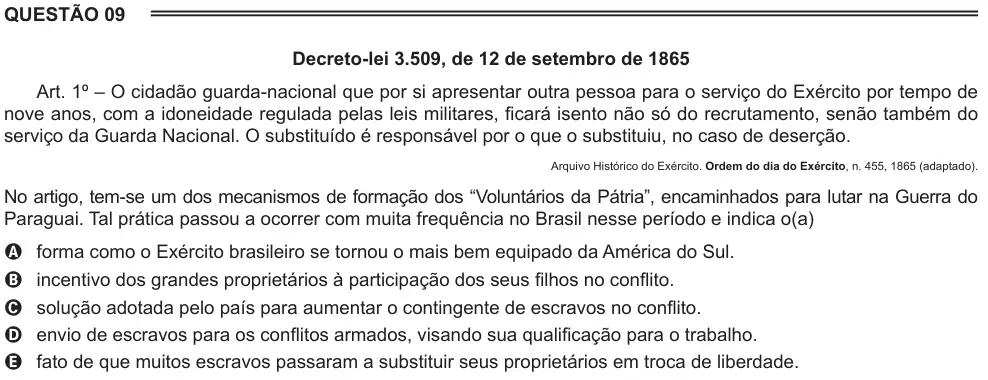 QUESTÃO 09
Decreto-lei 3.509, de 12 de setembro de 1865
Art. 1º – O cidadão guarda-nacional que por si apresentar outra pessoa para o serviço do Exército por tempo de
nove anos, com a idoneidade regulada pelas leis militares, ficará isento não só do recrutamento, senão também do
serviço da Guarda Nacional. O substituído é responsável por o que o substituiu, no caso de deserção.
Arquivo Histórico do Exército. Ordem do dia do Exército, n. 455, 1865 (adaptado).
No artigo, tem-se um dos mecanismos de formação dos “Voluntários da Pátria”, encaminhados para lutar na Guerra do
Paraguai. Tal prática passou a ocorrer com muita frequência no Brasil nesse período e indica o(a)
A forma como o Exército brasileiro se tornou o mais bem equipado da América do Sul.
B incentivo dos grandes proprietários à participação dos seus filhos no conflito.
C solução adotada pelo país para aumentar o contingente de escravos no conflito.
D envio de escravos para os conflitos armados, visando sua qualificação para o trabalho.
E fato de que muitos escravos passaram a substituir seus proprietários em troca de liberdade.